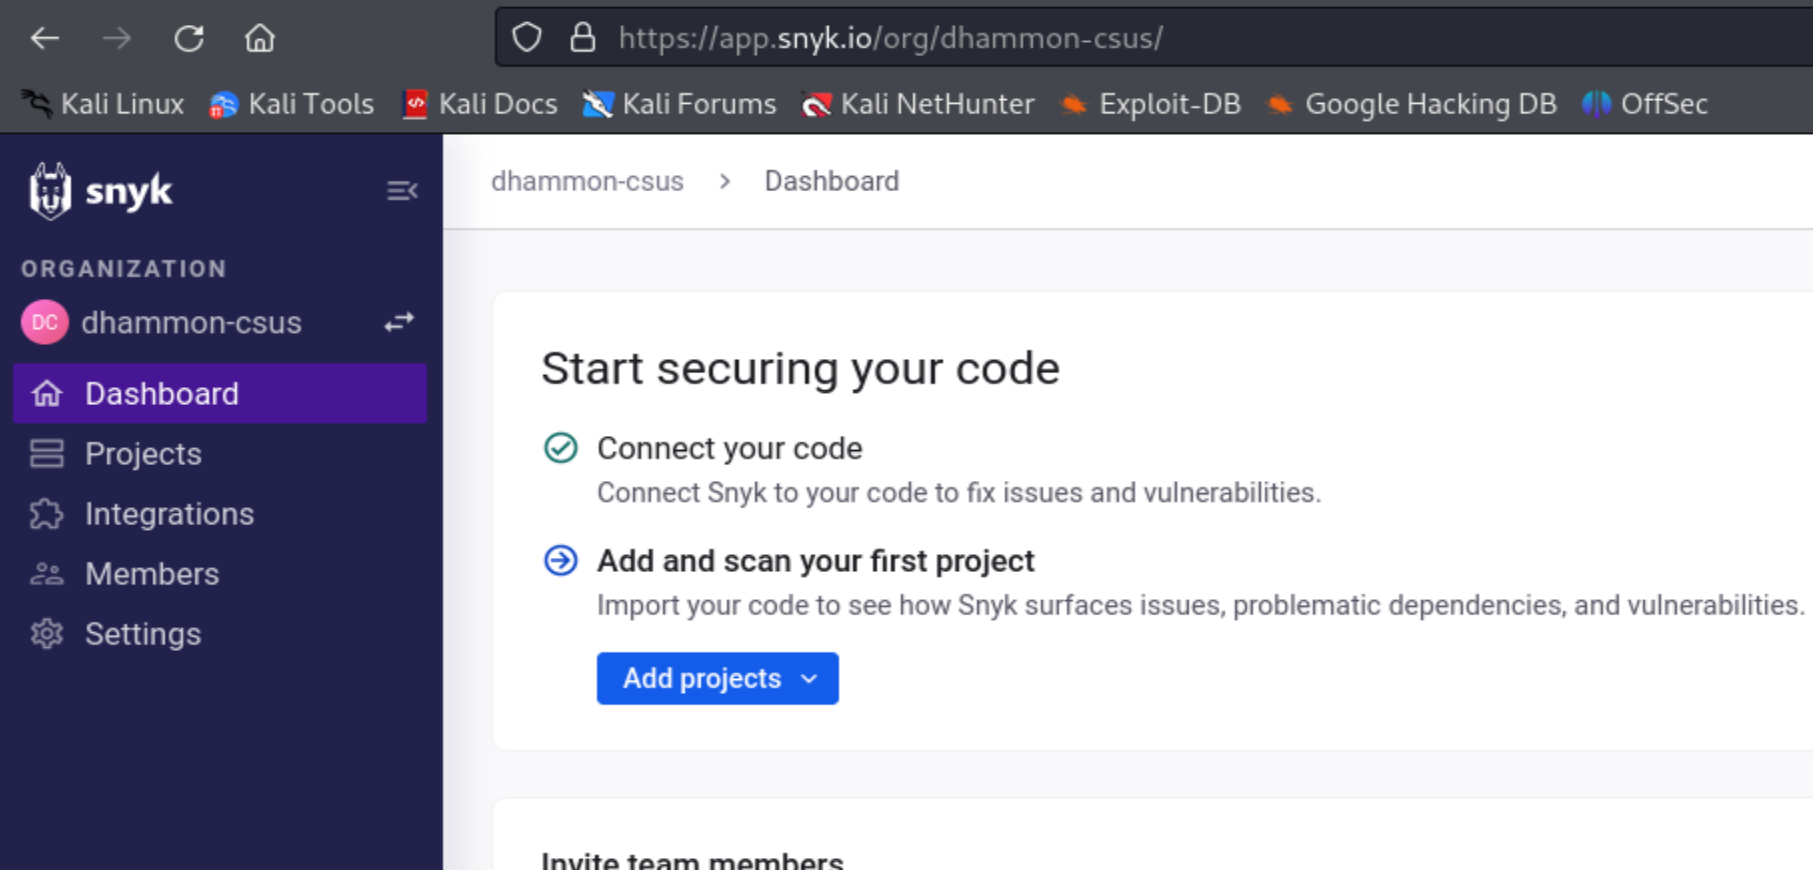 https://app.snyk.io/org/dhammon-csus/
Kali Linux Kali Tools Kali Docs Kali Forums Kali NetHunter Exploit-DB Google Hacking DB OffSec
snyk
ORGANIZATION
DC dhammon-csus
Dashboard
Projects
Integrations
Members
Settings
dhammon-csus > Dashboard
Start securing your code
Connect your code
Connect Snyk to your code to fix issues and vulnerabilities.
Add and scan your first project
Import your code to see how Snyk surfaces issues, problematic dependencies, and vulnerabilities.
Add projects
Invite team members